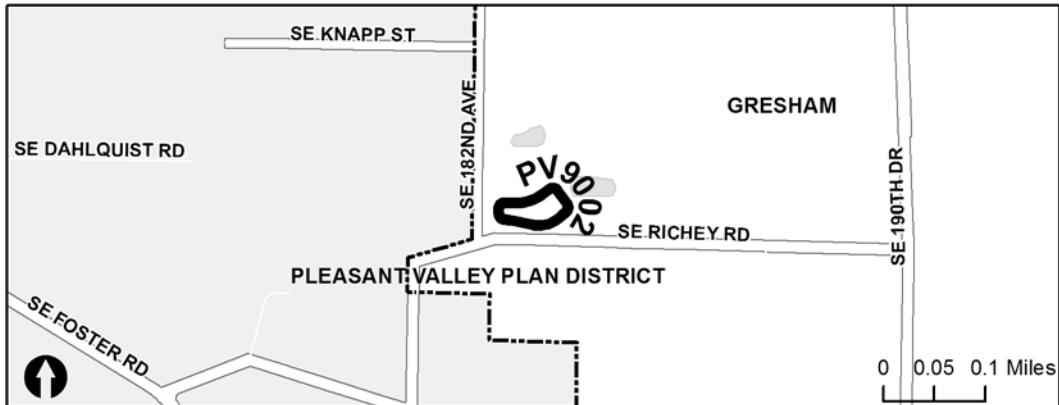 SE KNAPP ST
SE 182ND AVE
GRESHAM
SE DAHLQUIST RD
PV9002
SE 190TH DR
SE RICHEY RD
PLEASANT VALLEY PLAN DISTRICT
SE FOSTER RD
0 0.05 0.1 Miles